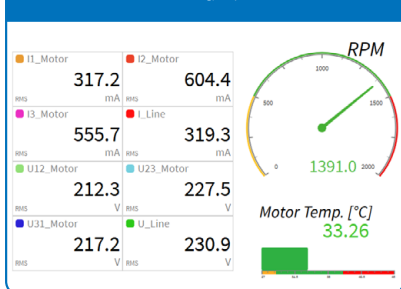 I1_Motor
317.2
RMS mA
I2_Motor
604.4
RMS mA
I3_Motor
555.7
RMS mA
I_Line
319.3
RMS mA
U12_Motor
212.3
RMS V
U23_Motor
227.5
RMS V
U31_Motor
217.2
RMS V
U_Line
230.9
RMS V
RPM
0
500
1000
1500
2000
1391.0
Motor Temp. [°C]
33.26